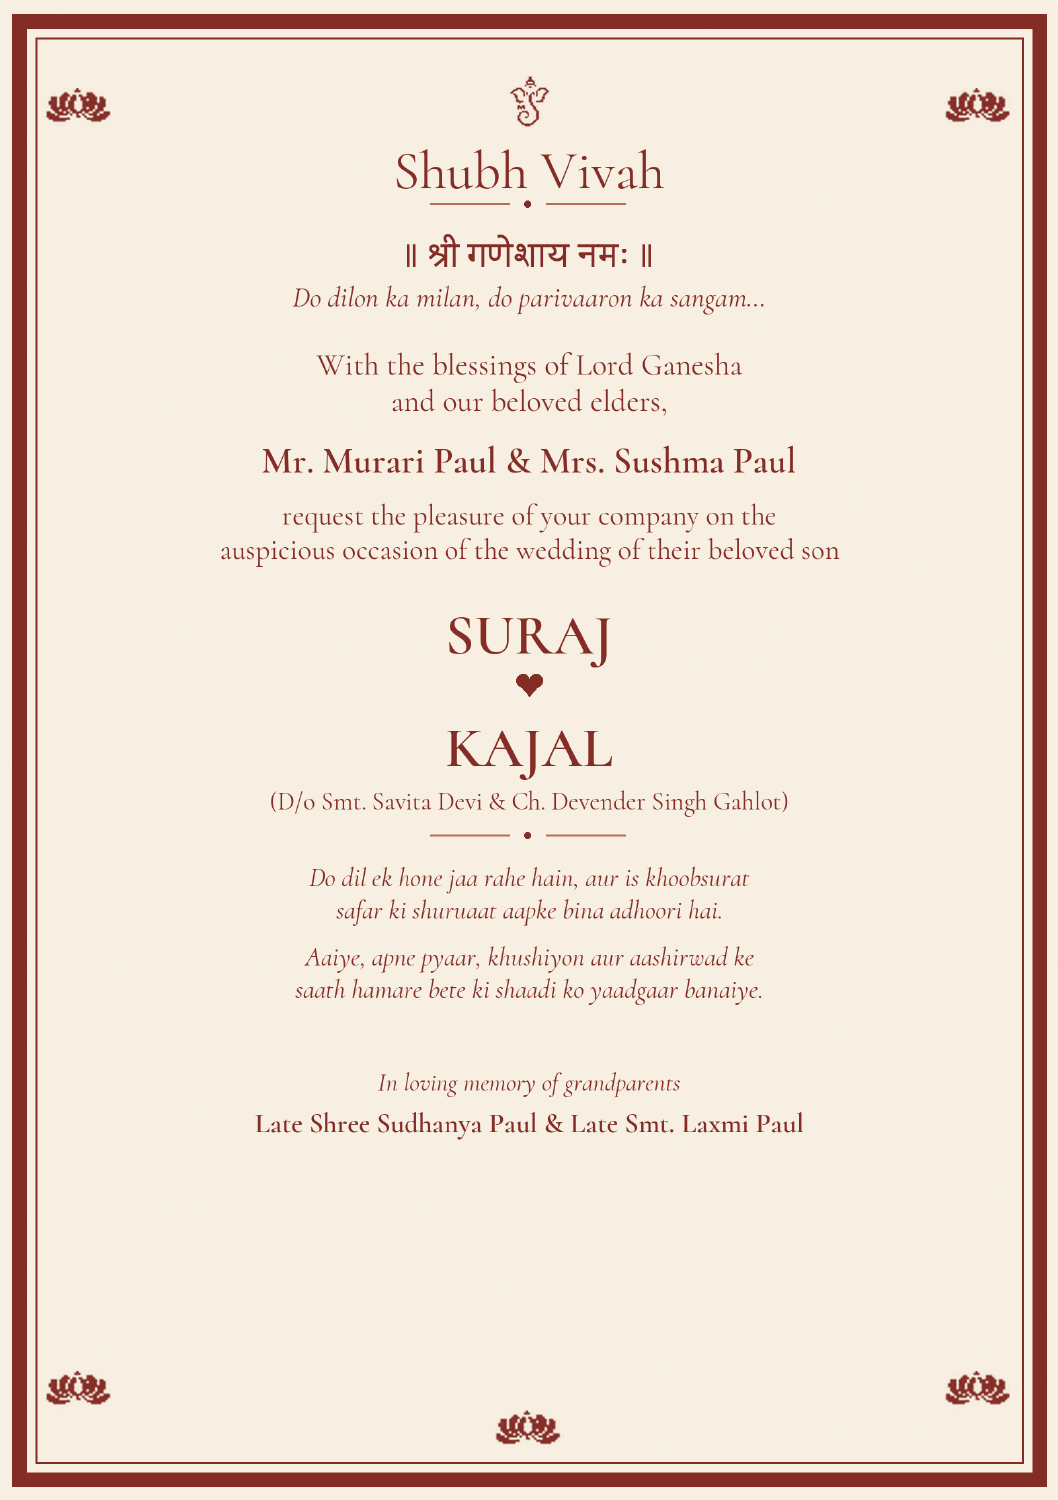 Shubh Vivah
॥ श्री गणेशाय नमः ॥
Do dilon ka milan, do parivaaron ka sangam...
With the blessings of Lord Ganesha
and our beloved elders,
Mr. Murari Paul & Mrs. Sushma Paul
request the pleasure of your company on the
auspicious occasion of the wedding of their beloved son
SURAJ
KAJAL
(D/o Smt. Savita Devi & Ch. Devender Singh Gahlot)
Do dil ek hone jaa rahe hain, aur is khoobsurat
safar ki shuruaat aapke bina adhoori hai.
Aaiye, apne pyaar, khushiyon aur aashirwad ke
saath hamare bete ki shaadi ko yaadgaar banaiye.
In loving memory of grandparents
Late Shree Sudhanya Paul & Late Smt. Laxmi Paul